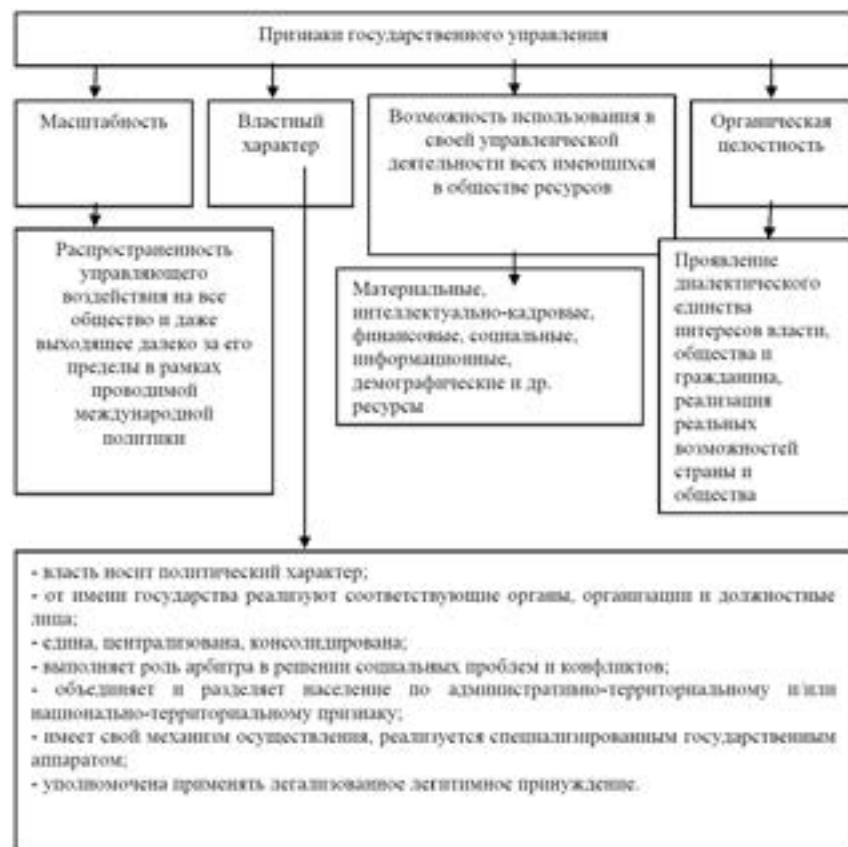 Признаки государственного управления
Масштабность
Властный
характер
Возможность использования в
своей управленческой
деятельности всех имеющихся
в обществе ресурсов
Органическая
целостность
Распространенность
управляющего
воздействия на все
общество и даже
выходящее далеко за его
пределы в рамках
проводимой
международной
политики
Материальные,
интеллектуально-кадровые,
финансовые, социальные,
информационные,
демографические и др.
ресурсы
Проявление
диалектического
единства
интересов власти,
общества и
гражданина,
реализация
реальных
возможностей
страны и
общества
- власть носит политический характер;
- от имени государства реализуют соответствующие органы, организации и должностные
лица;
- едина, централизована, консолидирована;
- выполняет роль арбитра в решении социальных проблем и конфликтов;
- объединяет и разделяет население по административно-территориальному и/или
национально-территориальному признаку;
- имеет свой механизм осуществления, реализуется специализированным государственным
аппаратом;
- уполномочена применять легализованное легитимное принуждение.